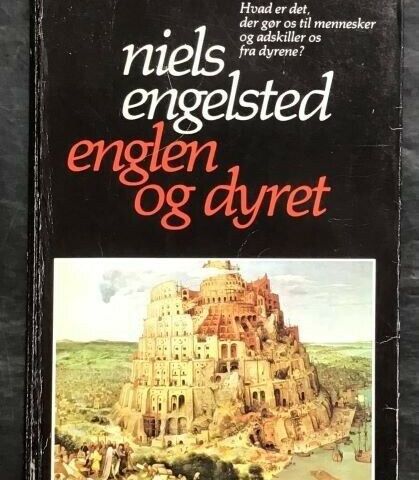 Hvad er det,
der gør os til mennesker
og adskiller os
fra dyrene?
niels
engelsted
englen
og dyret